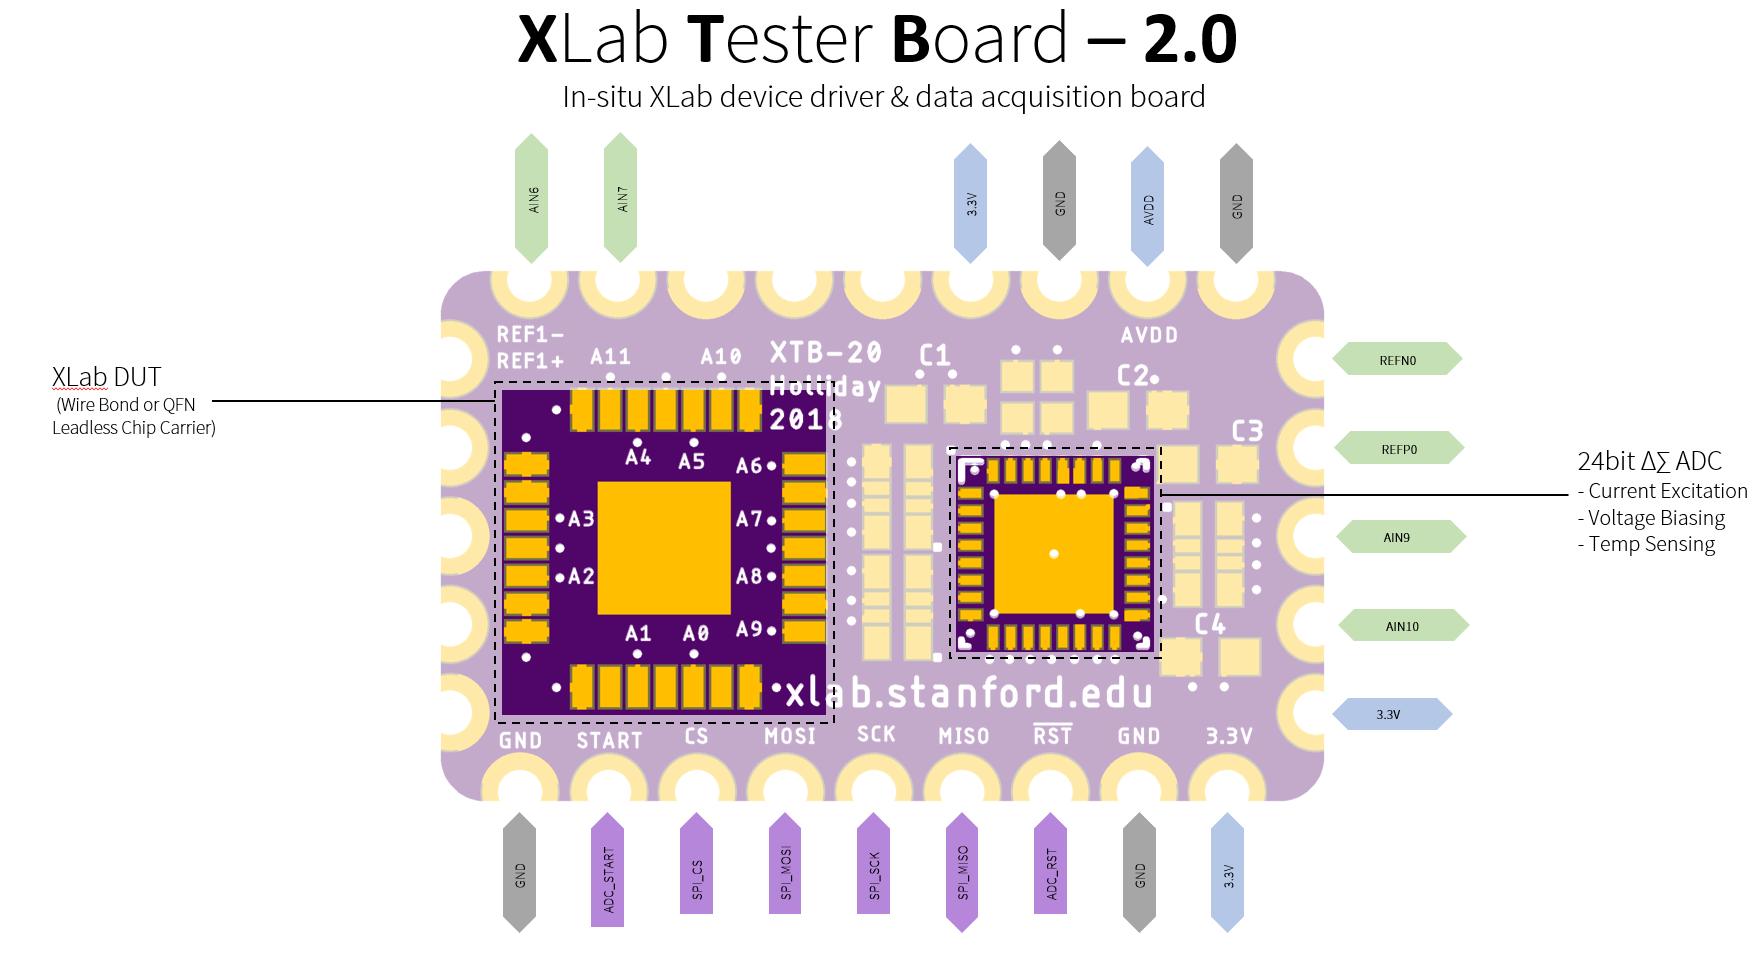 XLab Tester Board – 2.0
In-situ XLab device driver & data acquisition board
AIN6
AIN7
3.3V
GND
AVDD
GND
REF1-
REF1+
A11
A10
XTB-20
Holliday
2018
C1
AVDD
C2
C3
C4
XLab DUT
(Wire Bond or QFN
Leadless Chip Carrier)
A4
A5
A6
A3
A7
A2
A8
A1
A0
A9
REFN0
REFP0
AIN9
AIN10
3.3V
24bit Δ∑ ADC
- Current Excitation
- Voltage Biasing
- Temp Sensing
xlab.stanford.edu
GND
START
CS
MOSI
SCK
MISO
RST
GND
3.3V
GND
ADC_START
SPI_CS
SPI_MOSI
SPI_SCK
SPI_MISO
ADC_RST
GND
3.3V